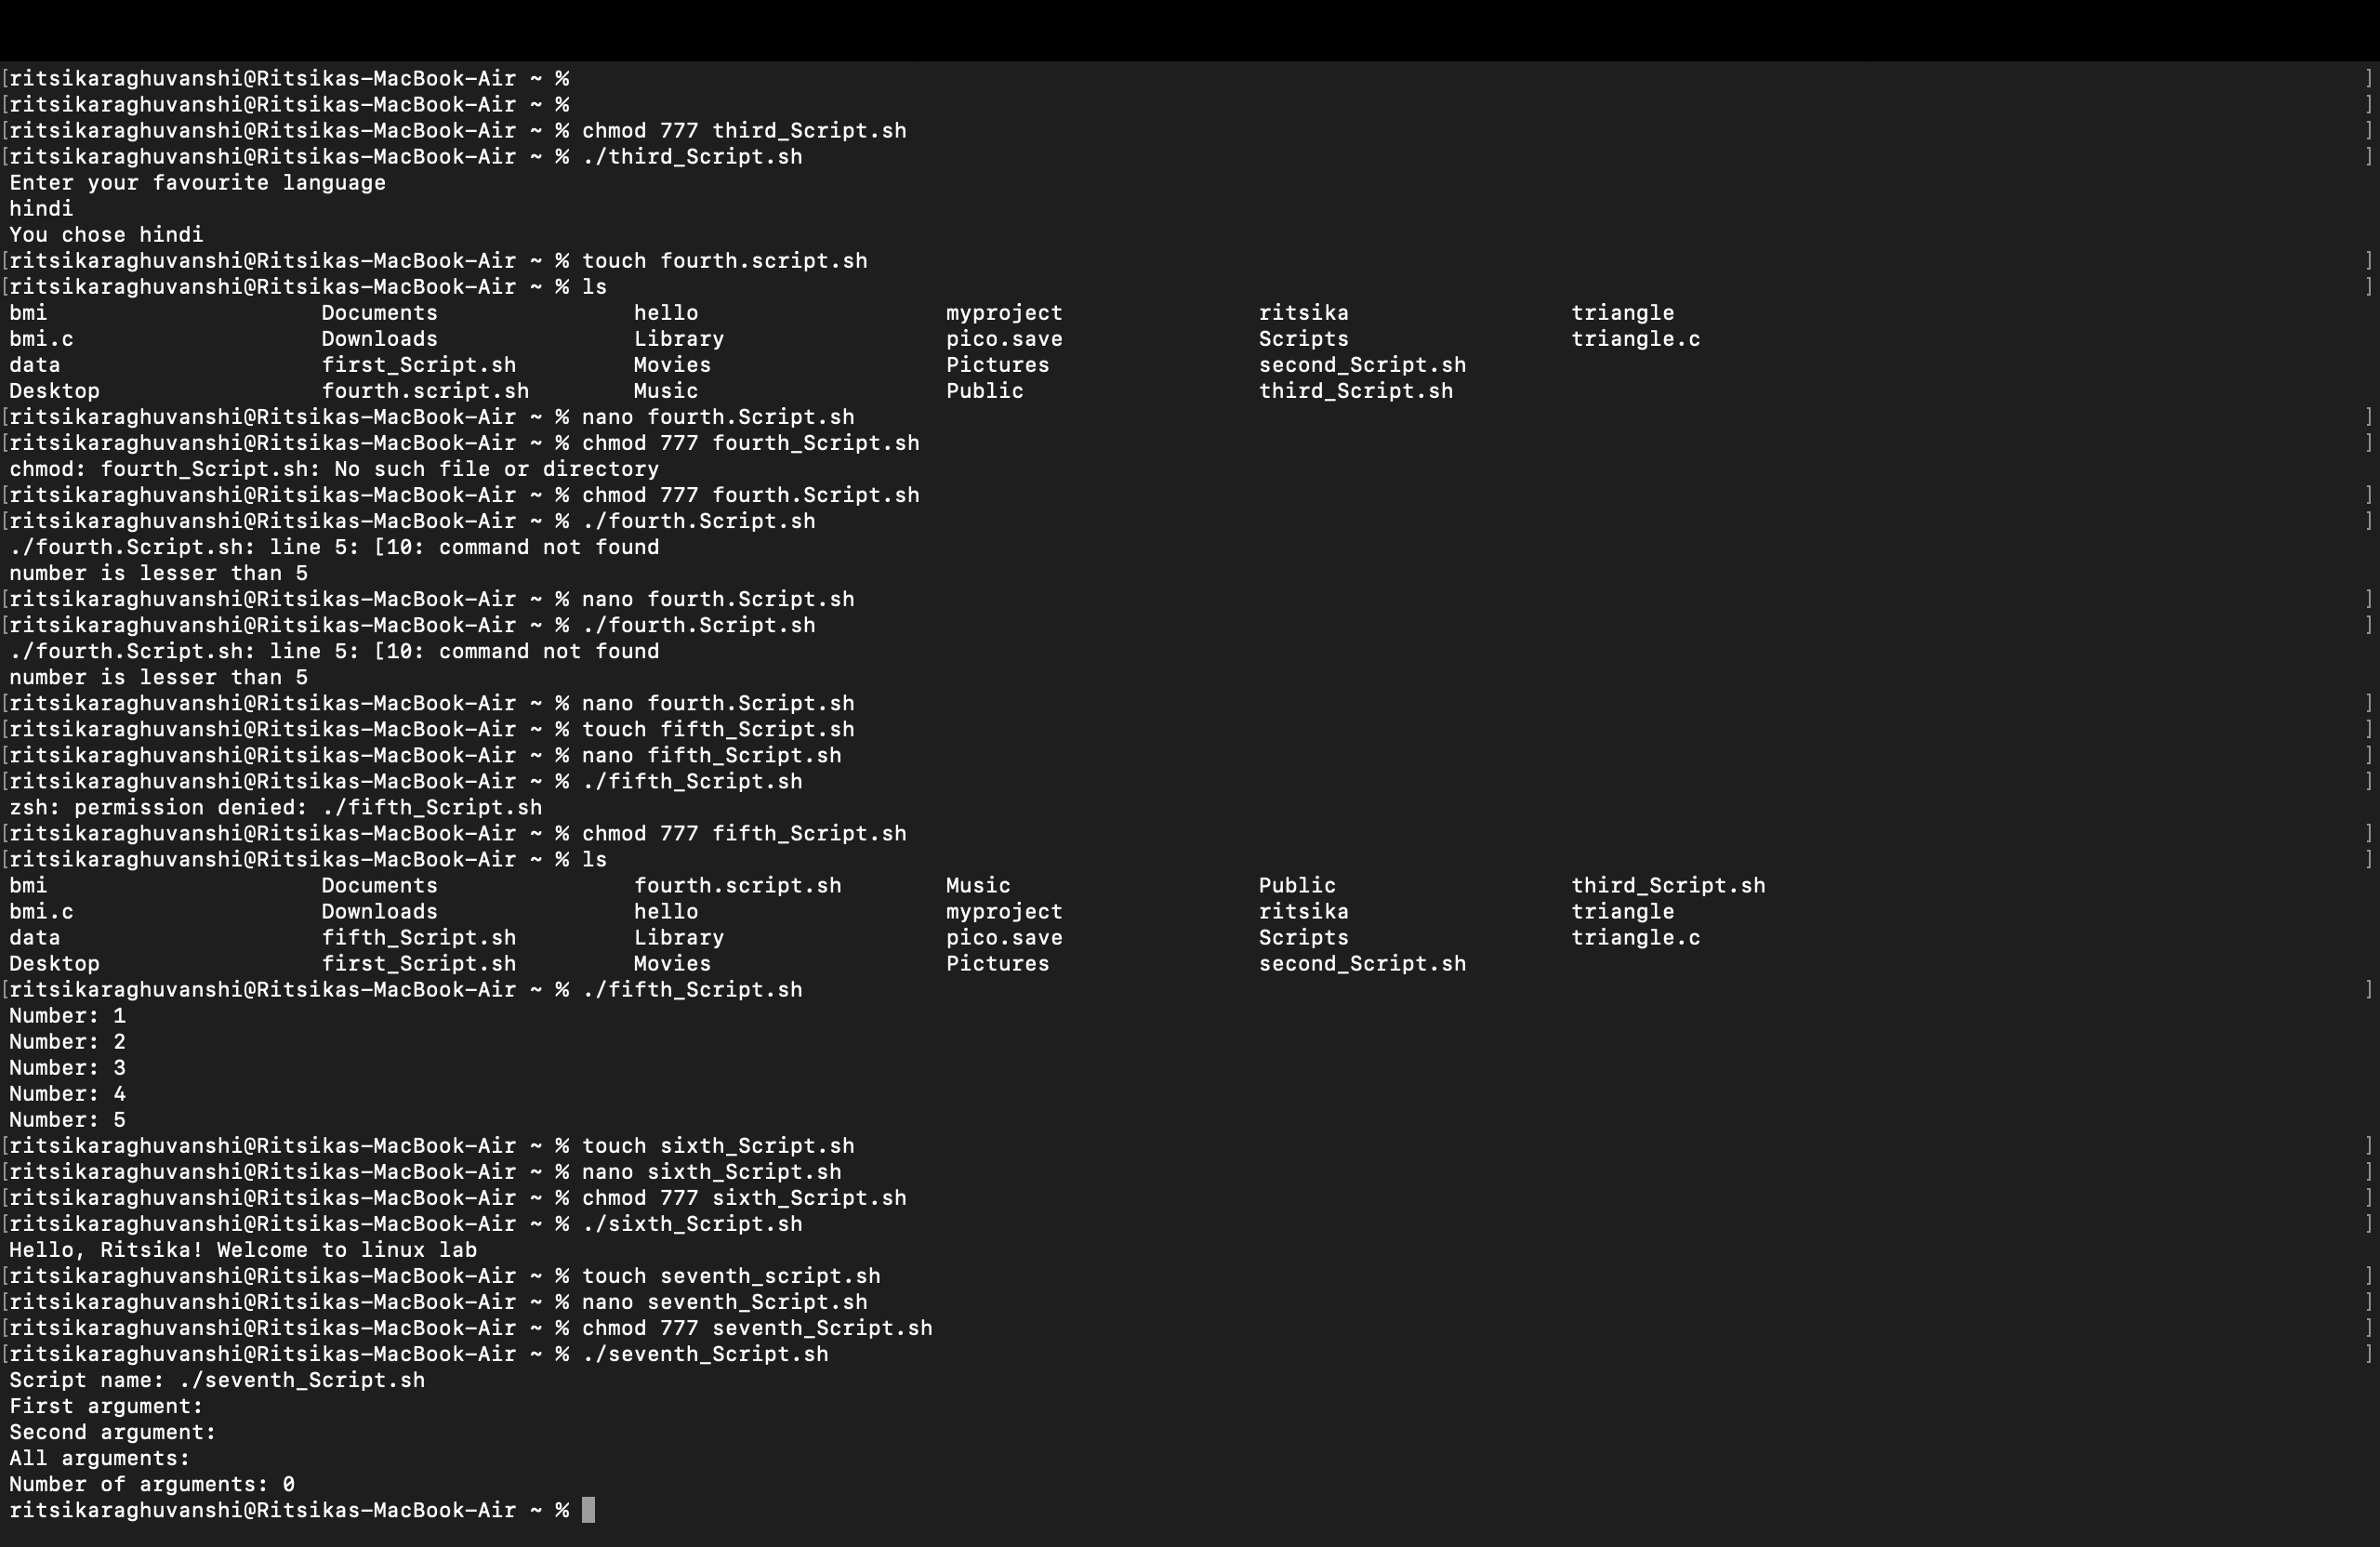 [ritsikaraghuvanshi@Ritsikas-MacBook-Air ~ % ]
[ritsikaraghuvanshi@Ritsikas-MacBook-Air ~ % ]
[ritsikaraghuvanshi@Ritsikas-MacBook-Air ~ % chmod 777 third_Script.sh ]
[ritsikaraghuvanshi@Ritsikas-MacBook-Air ~ % ./third_Script.sh ]
Enter your favourite language
hindi
You chose hindi
[ritsikaraghuvanshi@Ritsikas-MacBook-Air ~ % touch fourth.script.sh ]
[ritsikaraghuvanshi@Ritsikas-MacBook-Air ~ % ls ]
bmi Documents hello myproject ritsika triangle
bmi.c Downloads Library pico.save Scripts triangle.c
data first_Script.sh Movies Pictures second_Script.sh
Desktop fourth.script.sh Music Public third_Script.sh
[ritsikaraghuvanshi@Ritsikas-MacBook-Air ~ % nano fourth.Script.sh ]
[ritsikaraghuvanshi@Ritsikas-MacBook-Air ~ % chmod 777 fourth_Script.sh ]
chmod: fourth_Script.sh: No such file or directory
[ritsikaraghuvanshi@Ritsikas-MacBook-Air ~ % chmod 777 fourth.Script.sh ]
[ritsikaraghuvanshi@Ritsikas-MacBook-Air ~ % ./fourth.Script.sh ]
./fourth.Script.sh: line 5: [10: command not found
number is lesser than 5
[ritsikaraghuvanshi@Ritsikas-MacBook-Air ~ % nano fourth.Script.sh ]
[ritsikaraghuvanshi@Ritsikas-MacBook-Air ~ % ./fourth.Script.sh ]
./fourth.Script.sh: line 5: [10: command not found
number is lesser than 5
[ritsikaraghuvanshi@Ritsikas-MacBook-Air ~ % nano fourth.Script.sh ]
[ritsikaraghuvanshi@Ritsikas-MacBook-Air ~ % touch fifth_Script.sh ]
[ritsikaraghuvanshi@Ritsikas-MacBook-Air ~ % nano fifth_Script.sh ]
[ritsikaraghuvanshi@Ritsikas-MacBook-Air ~ % ./fifth_Script.sh ]
zsh: permission denied: ./fifth_Script.sh
[ritsikaraghuvanshi@Ritsikas-MacBook-Air ~ % chmod 777 fifth_Script.sh ]
[ritsikaraghuvanshi@Ritsikas-MacBook-Air ~ % ls ]
bmi Documents fourth.script.sh Music Public third_Script.sh
bmi.c Downloads hello myproject ritsika triangle
data fifth_Script.sh Library pico.save Scripts triangle.c
Desktop first_Script.sh Movies Pictures second_Script.sh
[ritsikaraghuvanshi@Ritsikas-MacBook-Air ~ % ./fifth_Script.sh ]
Number: 1
Number: 2
Number: 3
Number: 4
Number: 5
[ritsikaraghuvanshi@Ritsikas-MacBook-Air ~ % touch sixth_Script.sh ]
[ritsikaraghuvanshi@Ritsikas-MacBook-Air ~ % nano sixth_Script.sh ]
[ritsikaraghuvanshi@Ritsikas-MacBook-Air ~ % chmod 777 sixth_Script.sh ]
[ritsikaraghuvanshi@Ritsikas-MacBook-Air ~ % ./sixth_Script.sh ]
Hello, Ritsika! Welcome to linux lab
[ritsikaraghuvanshi@Ritsikas-MacBook-Air ~ % touch seventh_script.sh ]
[ritsikaraghuvanshi@Ritsikas-MacBook-Air ~ % nano seventh_Script.sh ]
[ritsikaraghuvanshi@Ritsikas-MacBook-Air ~ % chmod 777 seventh_Script.sh ]
[ritsikaraghuvanshi@Ritsikas-MacBook-Air ~ % ./seventh_Script.sh ]
Script name: ./seventh_Script.sh
First argument:
Second argument:
All arguments:
Number of arguments: 0
ritsikaraghuvanshi@Ritsikas-MacBook-Air ~ %